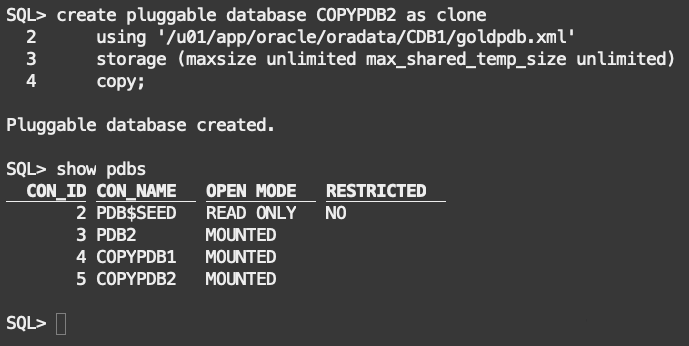 SQL> create pluggable database COPYPDB2 as clone
2 using '/u01/app/oracle/oradata/CDB1/goldpdb.xml'
3 storage (maxsize unlimited max_shared_temp_size unlimited)
4 copy;
Pluggable database created.
SQL> show pdbs
CON_ID CON_NAME OPEN MODE RESTRICTED
2 PDB$SEED READ ONLY NO
3 PDB2 MOUNTED
4 COPYPDB1 MOUNTED
5 COPYPDB2 MOUNTED
SQL>